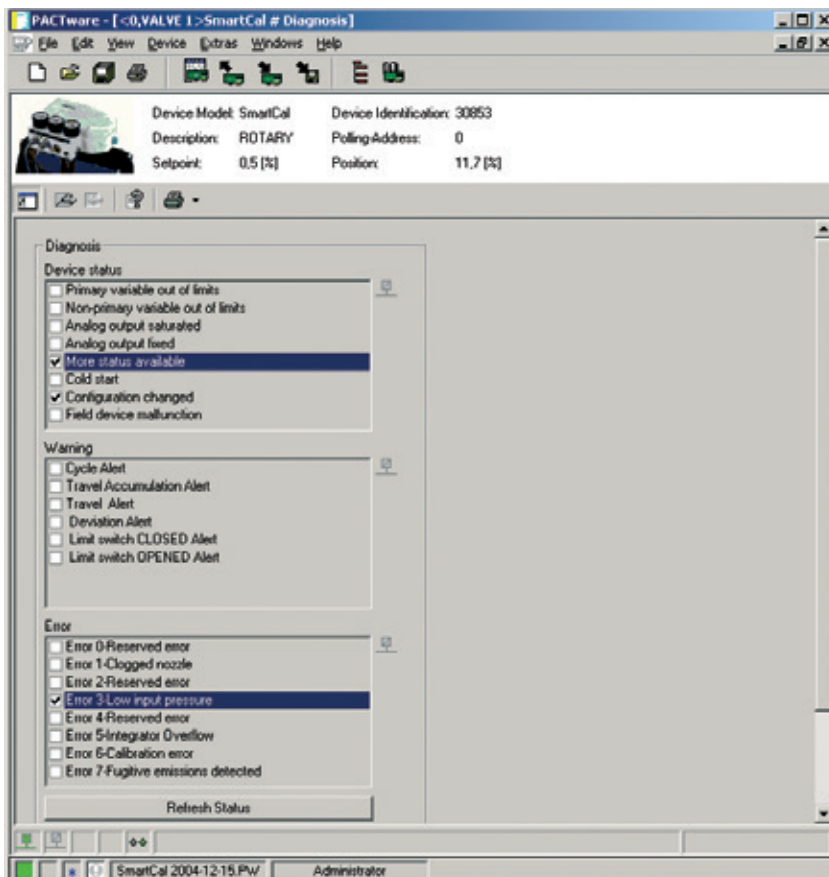 PACTware - [<0,VALVE 1>SmartCal # Diagnosis]
File Edit View Device Extras Windows Help
Device Model: SmartCal Device Identification: 30853
Description: ROTARY Polling-Address: 0
Setpoint: 0,5 [%] Position: 11,7 [%]
Diagnosis
Device status
Primary variable out of limits
Non-primary variable out of limits
Analog output saturated
Analog output fixed
More status available
Cold start
Configuration changed
Field device malfunction
Warning
Cycle Alert
Travel Accumulation Alert
Travel Alert
Deviation Alert
Limit switch CLOSED Alert
Limit switch OPENED Alert
Error
Error 0-Reserved error
Error 1-Clogged nozzle
Error 2-Reserved error
Error 3-Low input pressure
Error 4-Reserved error
Error 5-Integrator Overflow
Error 6-Calibration error
Error 7-Fugitive emissions detected
Refresh Status
SmartCal 2004-12-15.PW Administrator